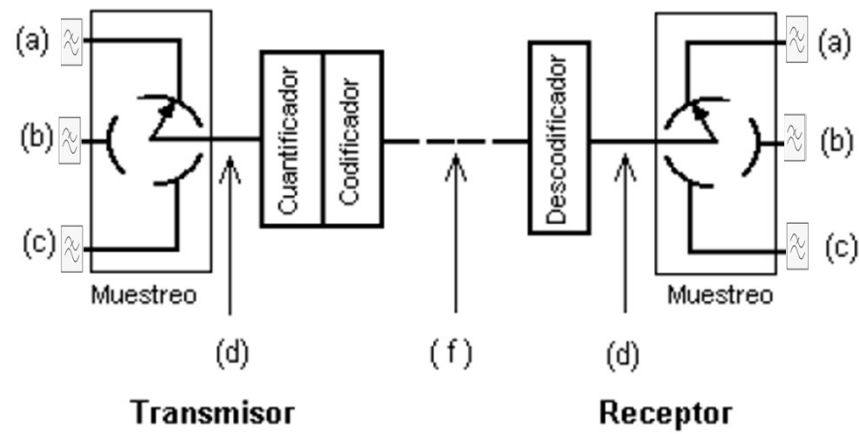 (a)
(a)
(b)
(b)
(c)
(c)
Cuantificador
Codificador
Descodificador
Muestreo
Muestreo
(d)
( f )
(d)
Transmisor
Receptor